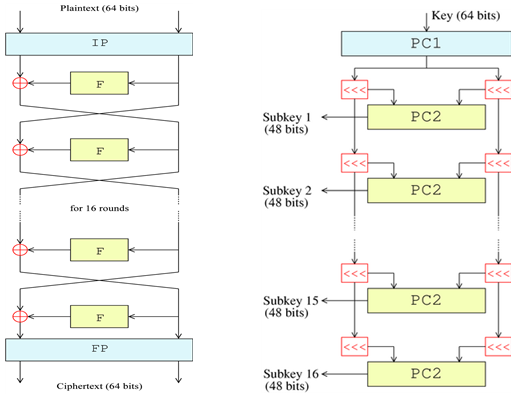 Plaintext (64 bits)
IP
F
F
for 16 rounds
F
F
FP
Ciphertext (64 bits)
Key (64 bits)
PC1
<<<
<<<
PC2
Subkey 1
(48 bits)
<<<
<<<
PC2
Subkey 2
(48 bits)
<<<
<<<
PC2
Subkey 15
(48 bits)
<<<
<<<
PC2
Subkey 16
(48 bits)